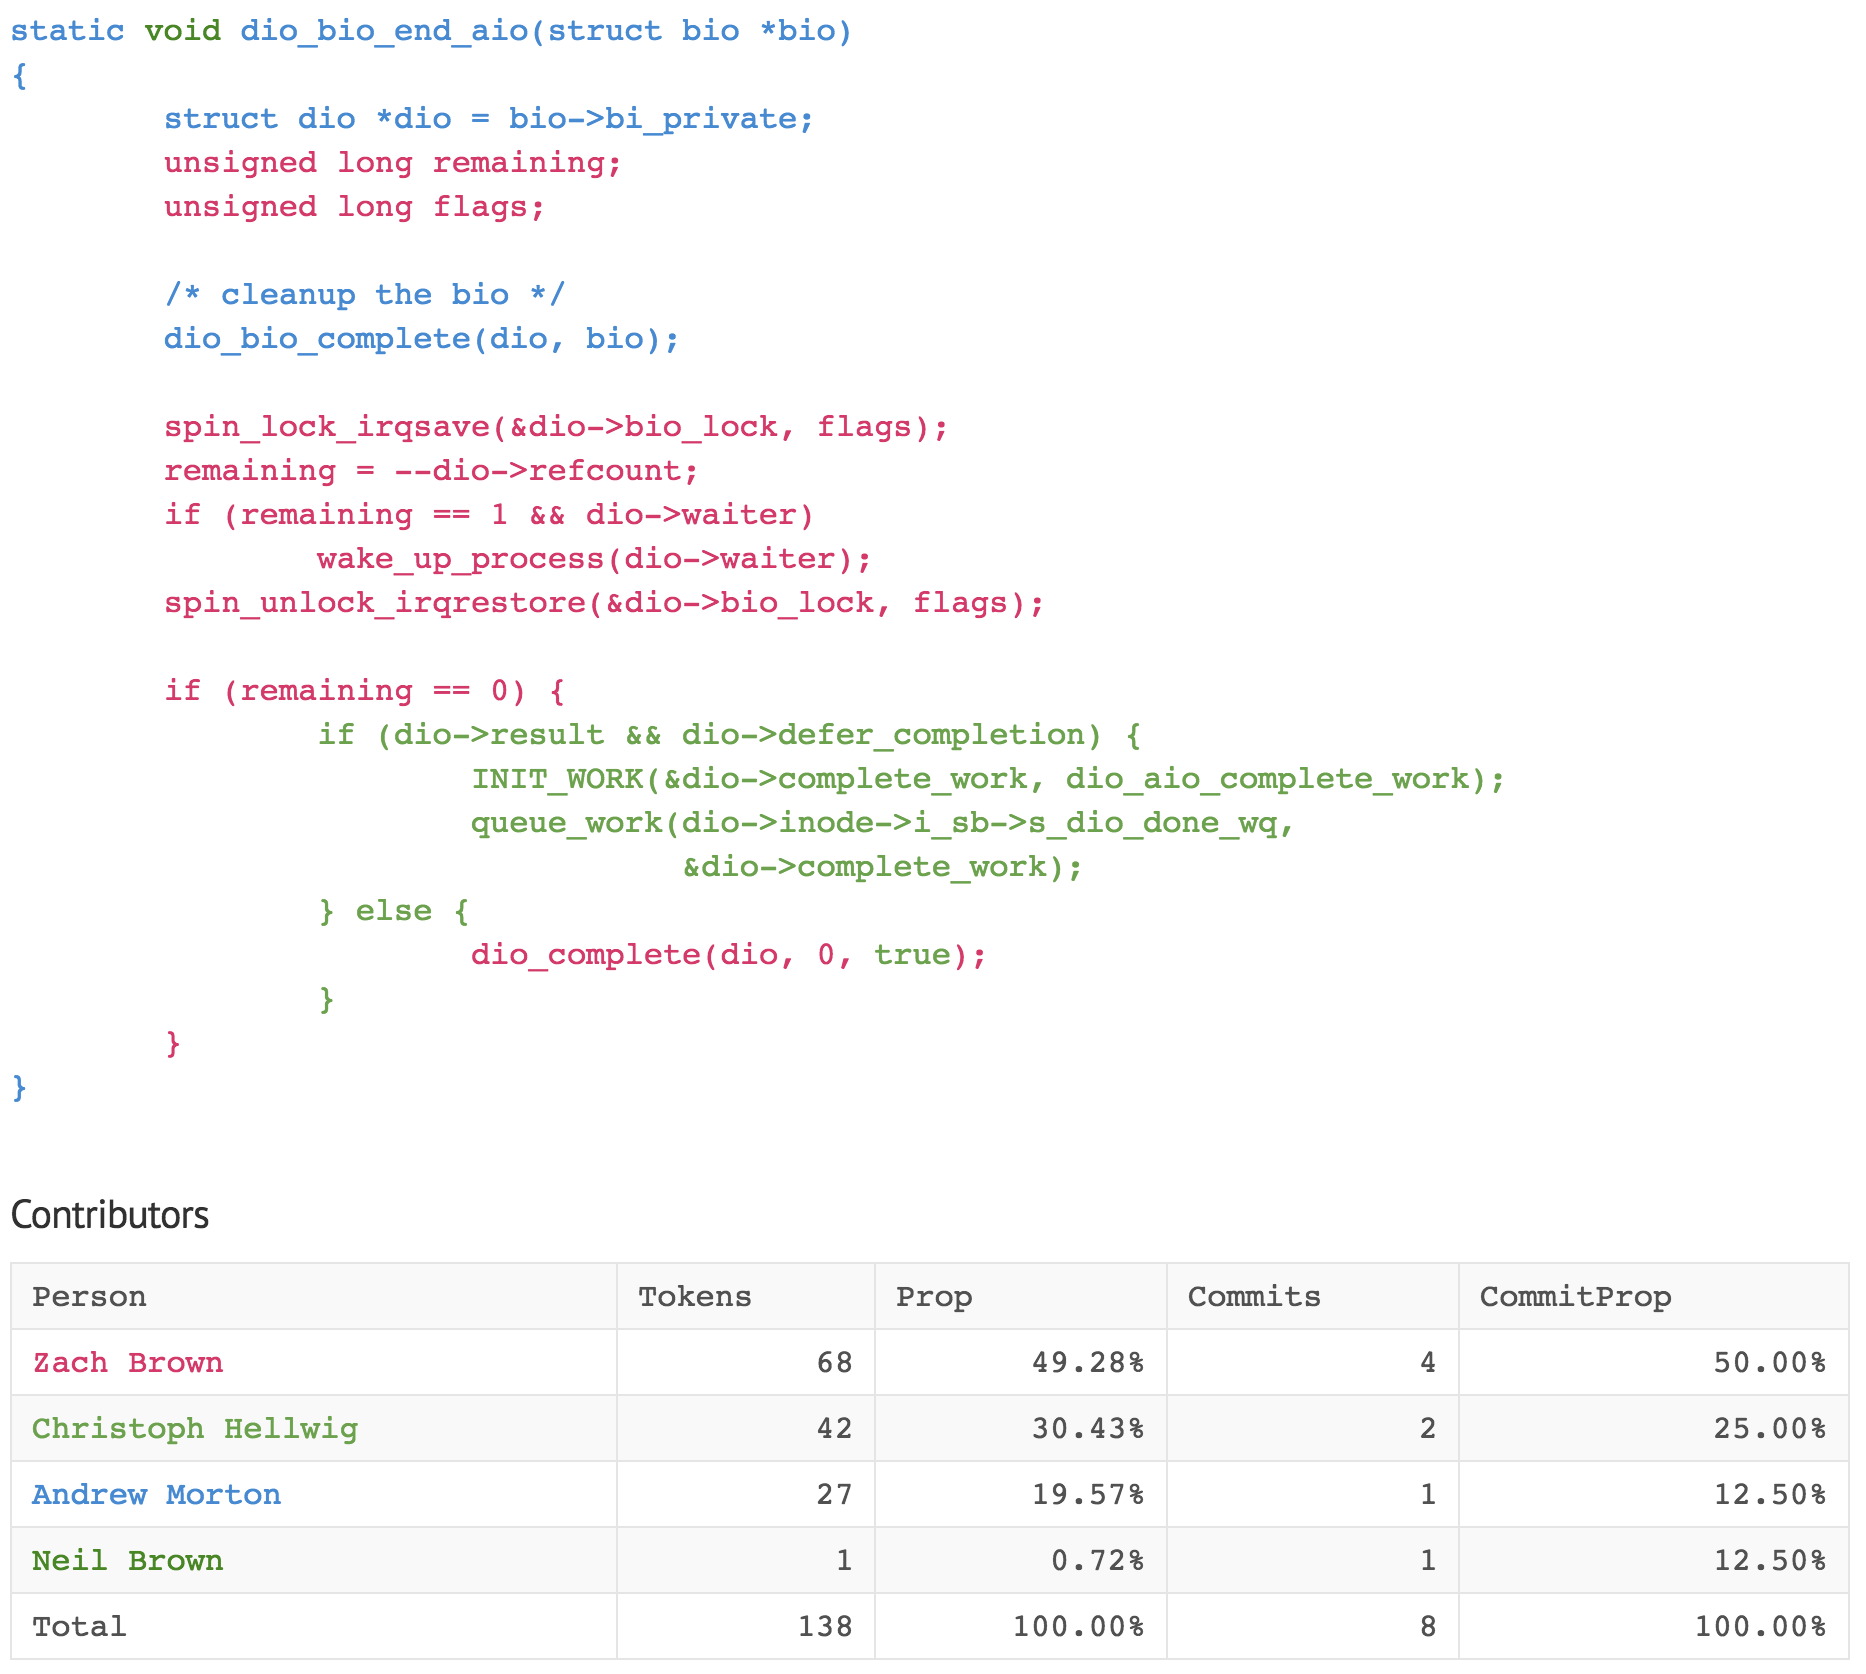 static void dio_bio_end_aio(struct bio *bio)
{
struct dio *dio = bio->bi_private;
unsigned long remaining;
unsigned long flags;
/* cleanup the bio */
dio_bio_complete(dio, bio);
spin_lock_irqsave(&dio->bio_lock, flags);
remaining = --dio->refcount;
if (remaining == 1 && dio->waiter)
wake_up_process(dio->waiter);
spin_unlock_irqrestore(&dio->bio_lock, flags);
if (remaining == 0) {
if (dio->result && dio->defer_completion) {
INIT_WORK(&dio->complete_work, dio_aio_complete_work);
queue_work(dio->inode->i_sb->s_dio_done_wq,
&dio->complete_work);
} else {
dio_complete(dio, 0, true);
}
}
}
Contributors
Person Tokens Prop Commits CommitProp
Zach Brown 68 49.28% 4 50.00%
Christoph Hellwig 42 30.43% 2 25.00%
Andrew Morton 27 19.57% 1 12.50%
Neil Brown 1 0.72% 1 12.50%
Total 138 100.00% 8 100.00%